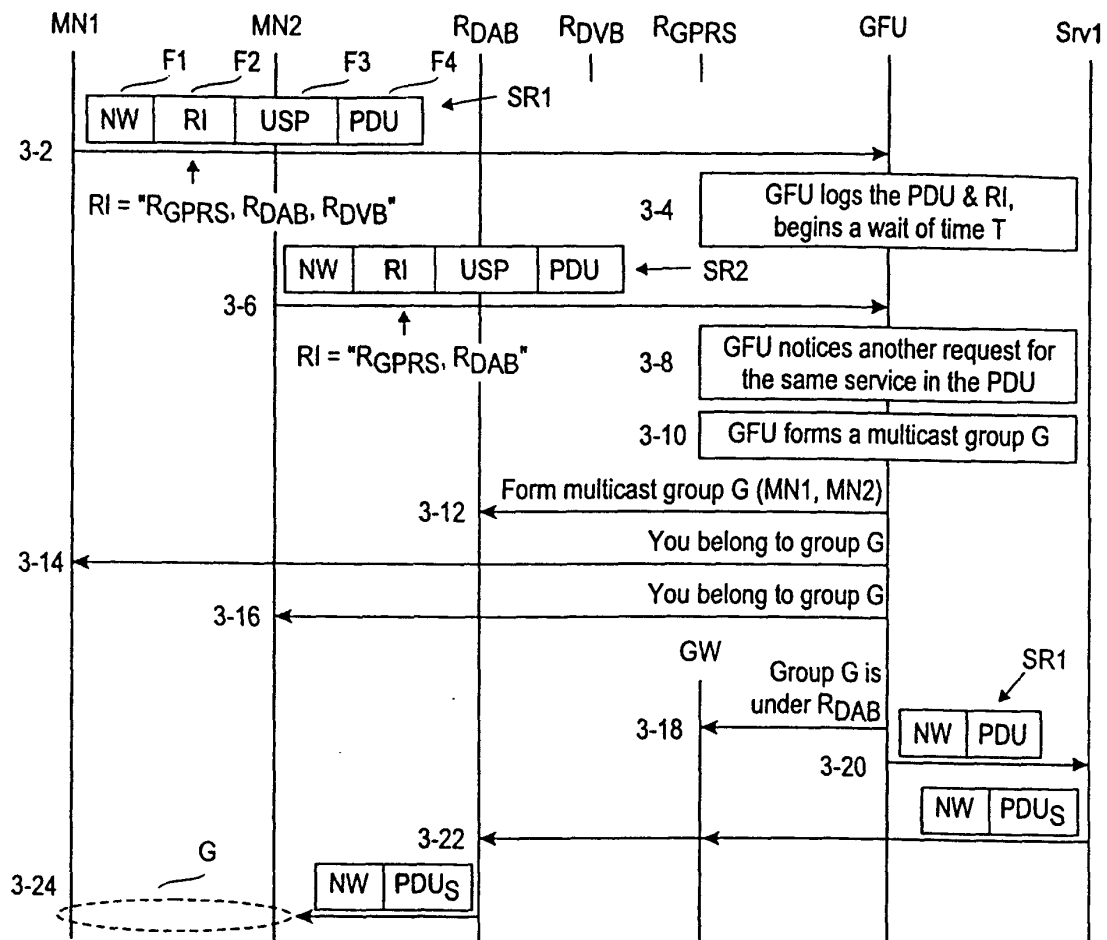 MN1 MN2 RDAB RDVB RGPRS GFU Srv1
F1 F2 F3 F4
NW RI USP PDU SR1
3-2
RI = "RGPRS, RDAB, RDVB"
3-4 GFU logs the PDU & RI,
begins a wait of time T
NW RI USP PDU SR2
3-6
RI = "RGPRS, RDAB"
3-8 GFU notices another request for
the same service in the PDU
3-10 GFU forms a multicast group G
Form multicast group G (MN1, MN2)
3-12
You belong to group G
3-14
You belong to group G
3-16
GW
Group G is
under RDAB
SR1
3-18
NW PDU
3-20
NW PDUS
3-22
G
3-24
NW PDUS